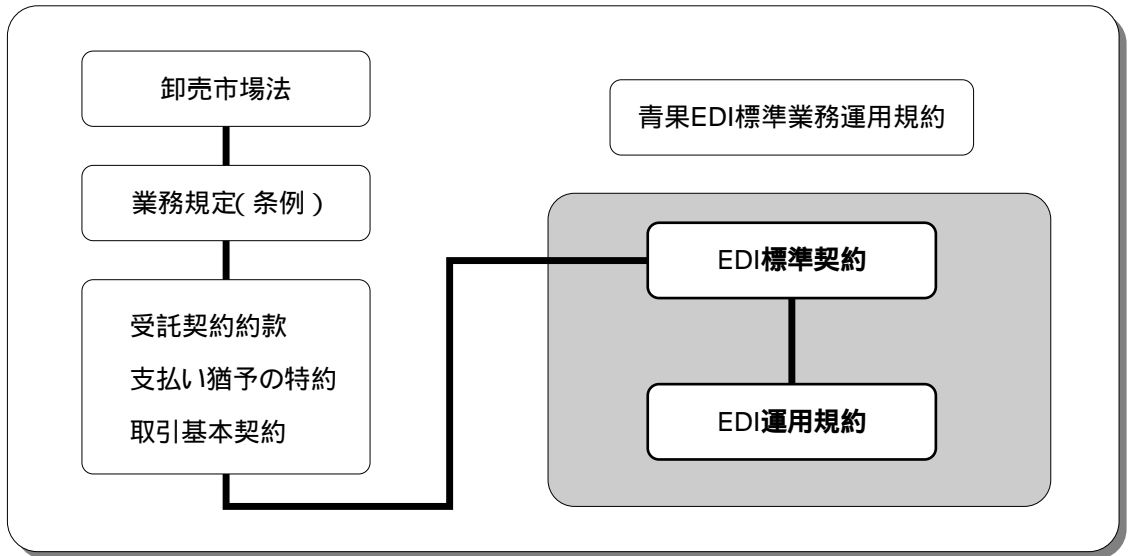 卸売市場法
業務規定(条例)
受託契約約款
支払い猶予の特約
取引基本契約
青果EDI標準業務運用規約
EDI標準契約
EDI運用規約